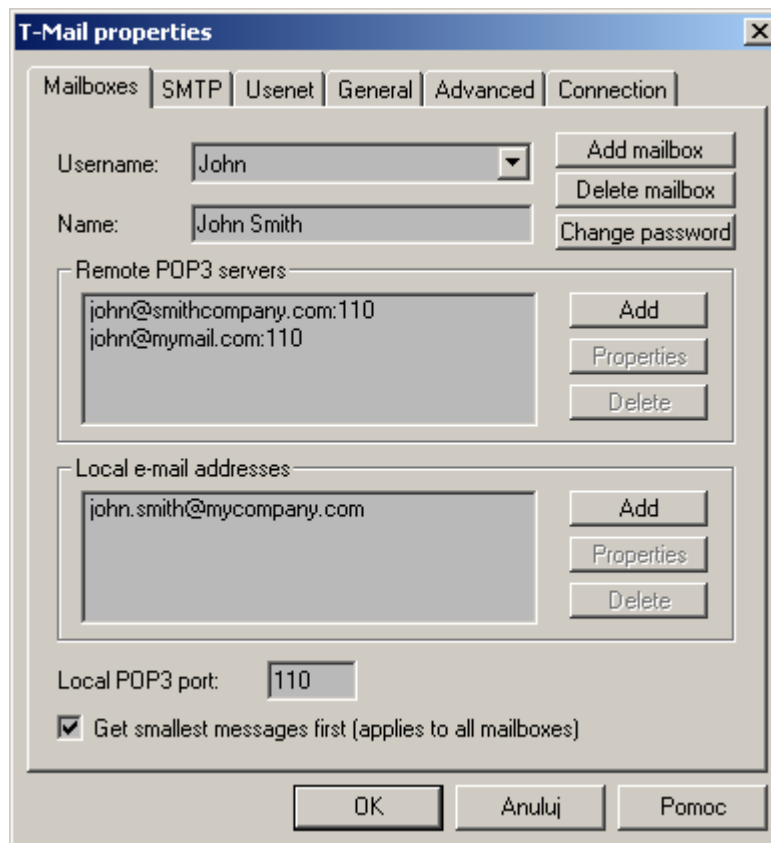 T-Mail properties
Mailboxes SMTP Usenet General Advanced Connection
Username: John Add mailbox
Delete mailbox
Name: John Smith Change password
Remote POP3 servers
john@smithcompany.com:110 Add
john@mymail.com:110 Properties
Delete
Local e-mail addresses
john.smith@mycompany.com Add
Properties
Delete
Local POP3 port: 110
Get smallest messages first (applies to all mailboxes)
OK Anuluj Pomoc